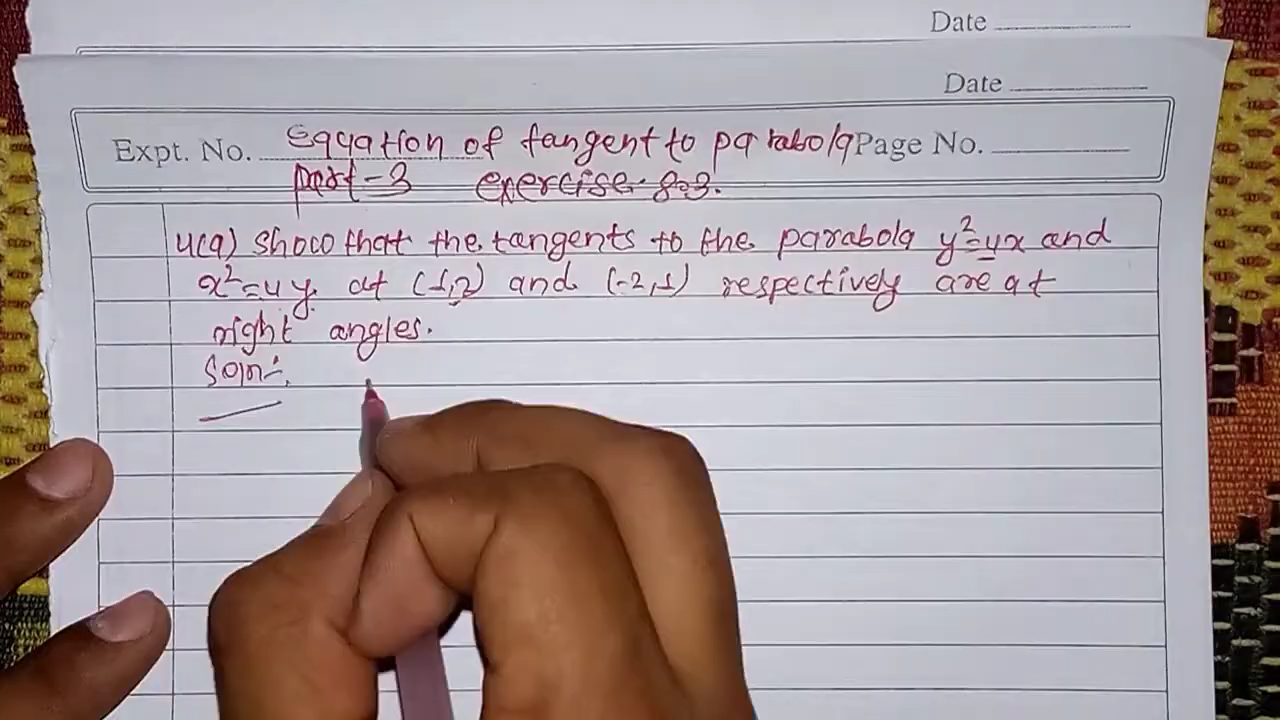 Date
Date
Expt. No. Equation of tangent to parabola Page No.
part-3 exercise 8.3.
4(a) show that the tangents to the parabola y²=4x and
x²=4y. at (1,2) and (-2,1) respectively are at
right angles.
Soln:-